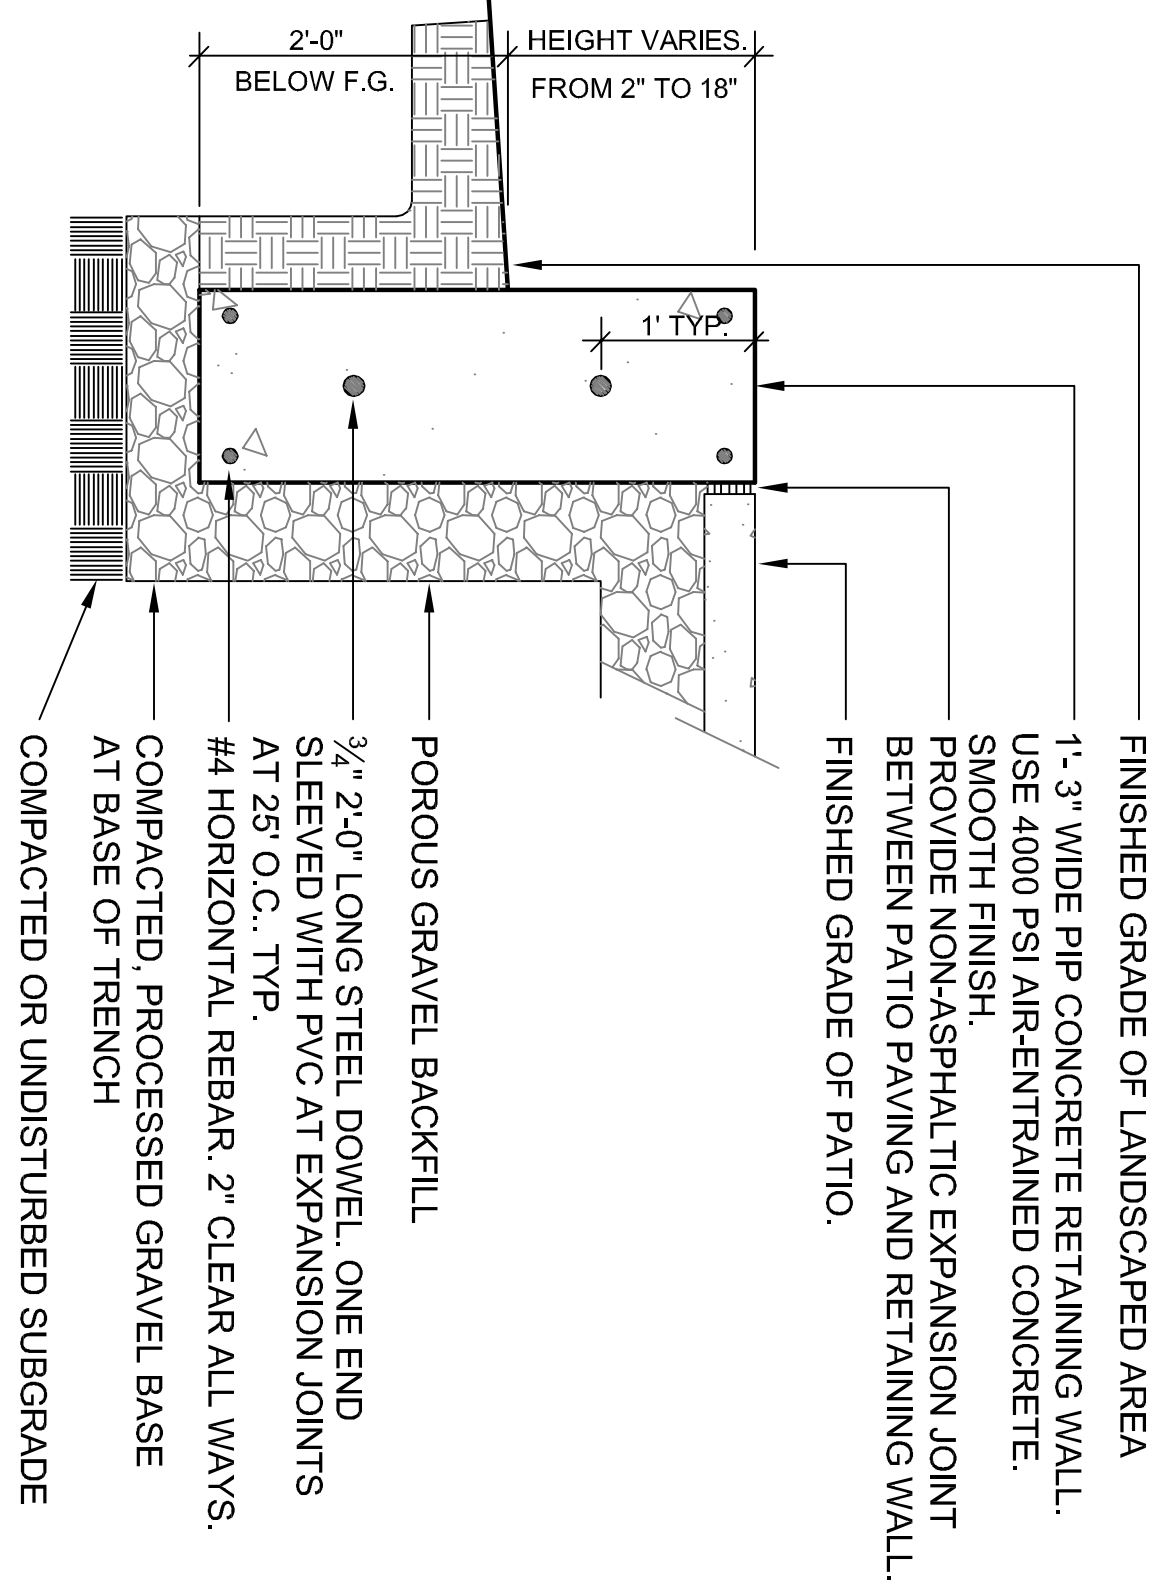 2'-0"
BELOW F.G.
HEIGHT VARIES.
FROM 2" TO 18"
1' TYP.
FINISHED GRADE OF LANDSCAPED AREA
1'- 3" WIDE PIP CONCRETE RETAINING WALL.
USE 4000 PSI AIR-ENTRAINED CONCRETE.
SMOOTH FINISH.
PROVIDE NON-ASPHALTIC EXPANSION JOINT
BETWEEN PATIO PAVING AND RETAINING WALL.
FINISHED GRADE OF PATIO.
POROUS GRAVEL BACKFILL
¾" 2'-0" LONG STEEL DOWEL. ONE END
SLEEVED WITH PVC AT EXPANSION JOINTS
AT 25' O.C.. TYP.
#4 HORIZONTAL REBAR. 2" CLEAR ALL WAYS.
COMPACTED, PROCESSED GRAVEL BASE
AT BASE OF TRENCH
COMPACTED OR UNDISTURBED SUBGRADE